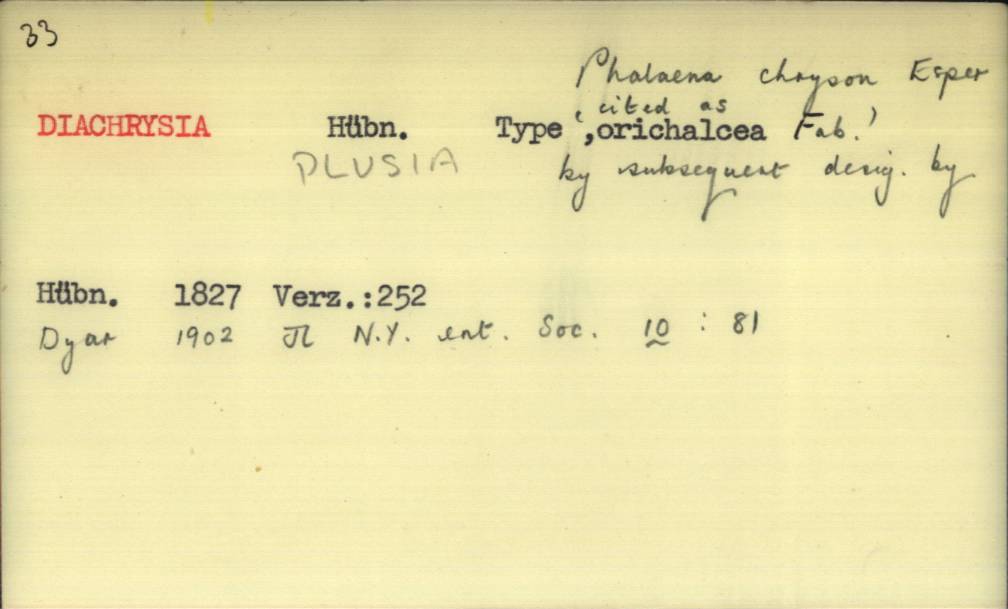 33
Phalaena chryson Esper
'cited as
DIACHRYSIA Hübn. Type ,orichalcea Fab.'
PLUSIA by subsequent desig. by
Hübn. 1827 Verz.:252
Dyar 1902 Jl N.Y. ent. Soc. 10 : 81